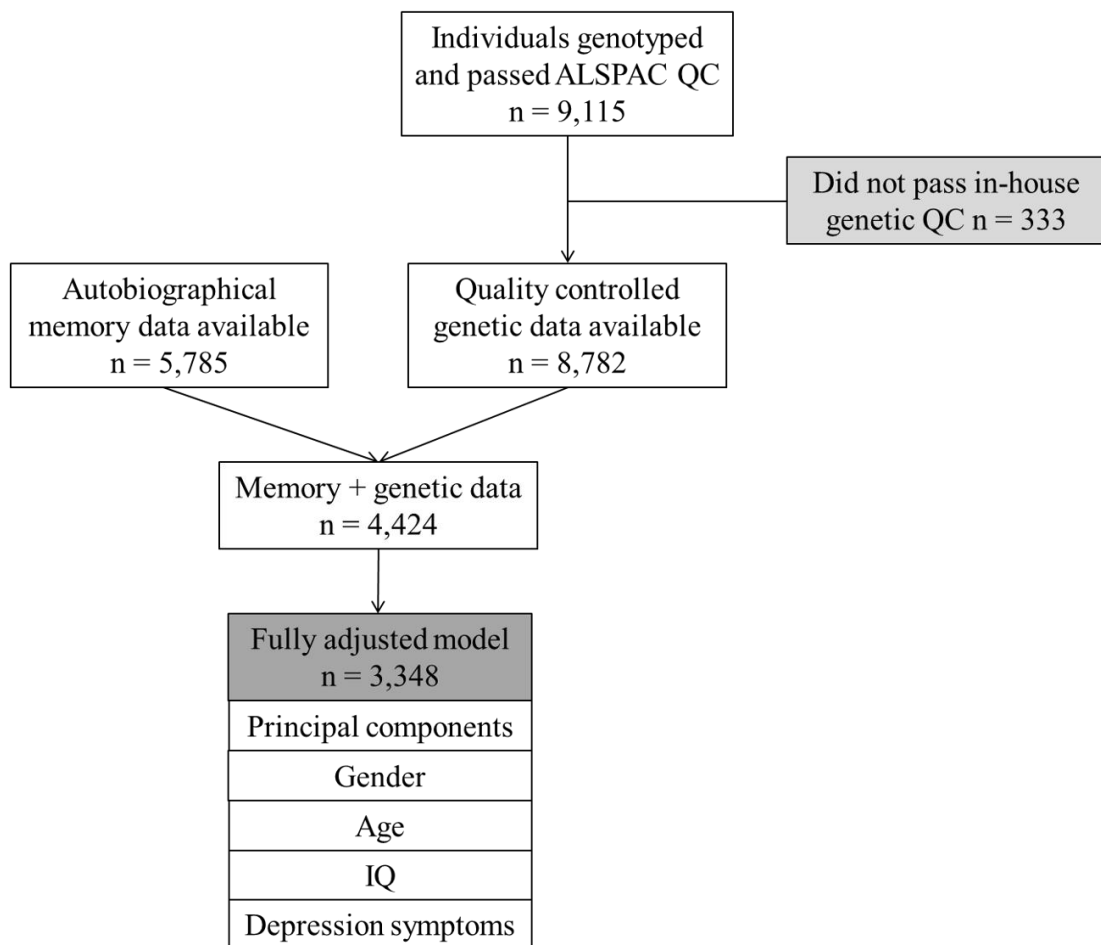 Individuals genotyped
and passed ALSPAC QC
n = 9,115
Did not pass in-house
genetic QC n = 333
Autobiographical
memory data available
n = 5,785
Quality controlled
genetic data available
n = 8,782
Memory + genetic data
n = 4,424
Fully adjusted model
n = 3,348
Principal components
Gender
Age
IQ
Depression symptoms